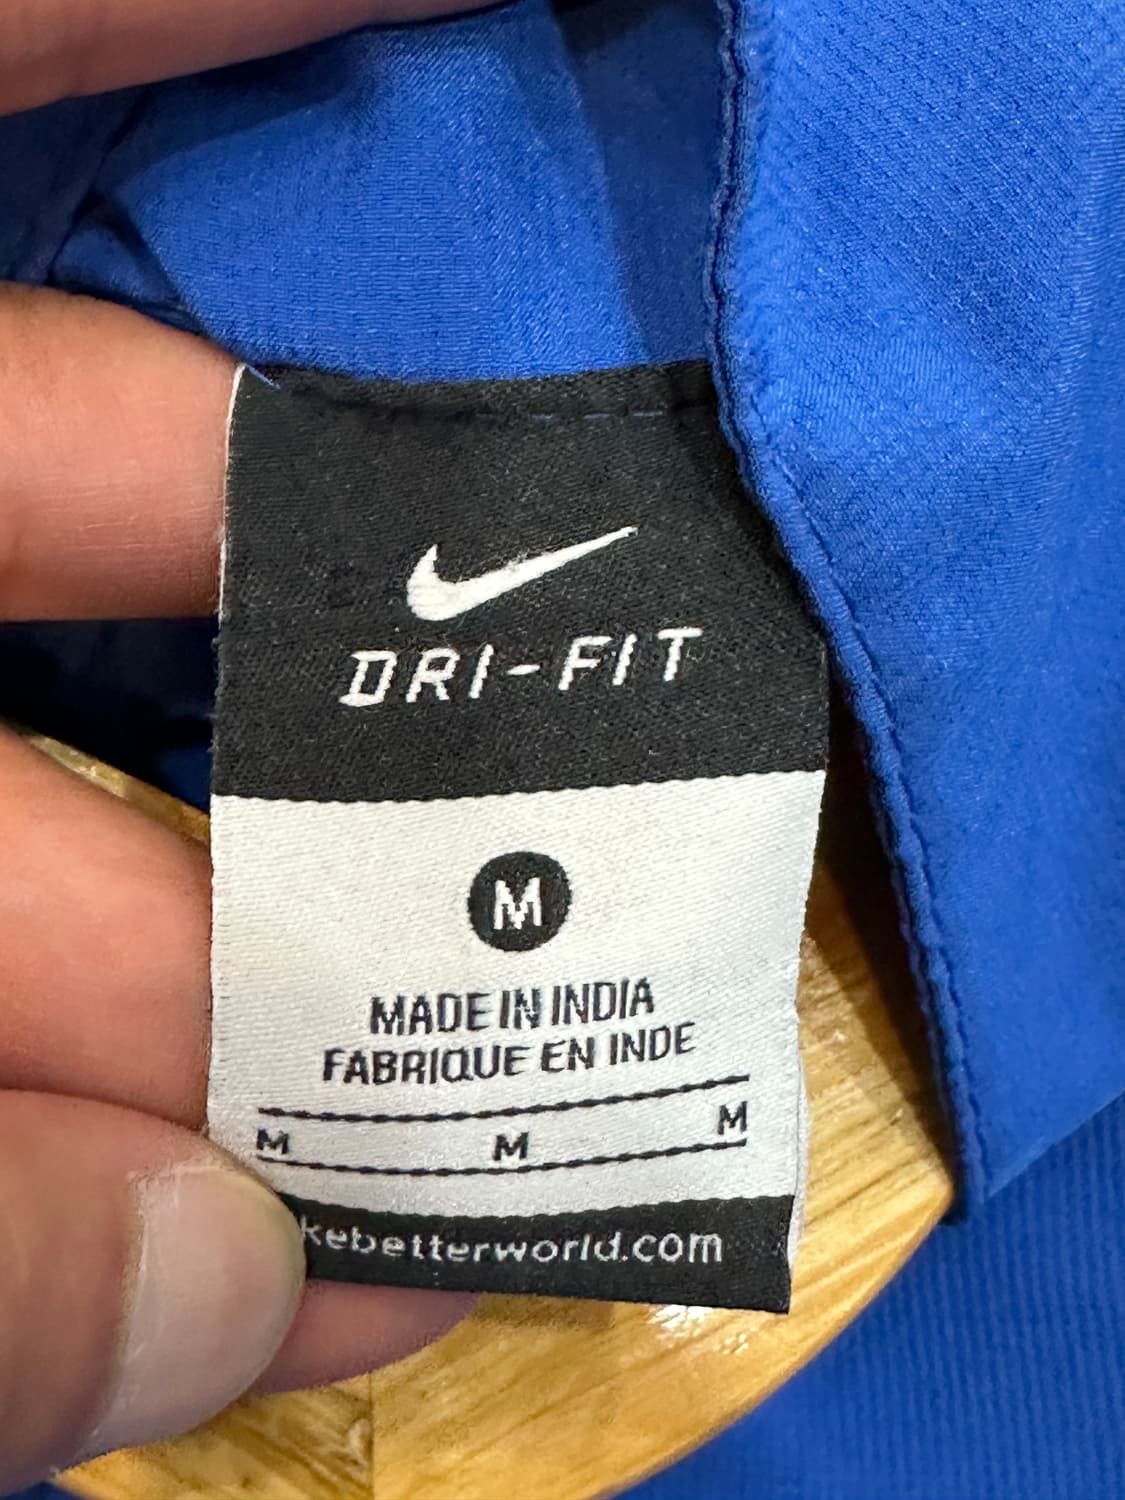 DRI-FIT
M
MADE IN INDIA
FABRIQUE EN INDE
M M M
kebetterworld.com